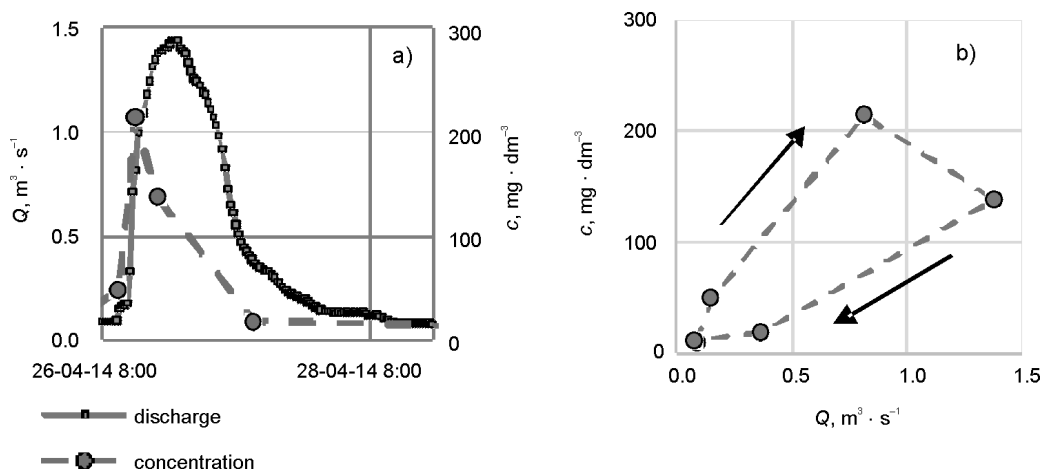 a)
1.5
1.0
0.5
0.0
Q, m³ · s⁻¹
300
200
100
0
c, mg · dm⁻³
26-04-14 8:00
28-04-14 8:00
discharge
concentration
b)
300
200
100
0
c, mg · dm⁻³
0.0
0.5
1.0
1.5
Q, m³ · s⁻¹